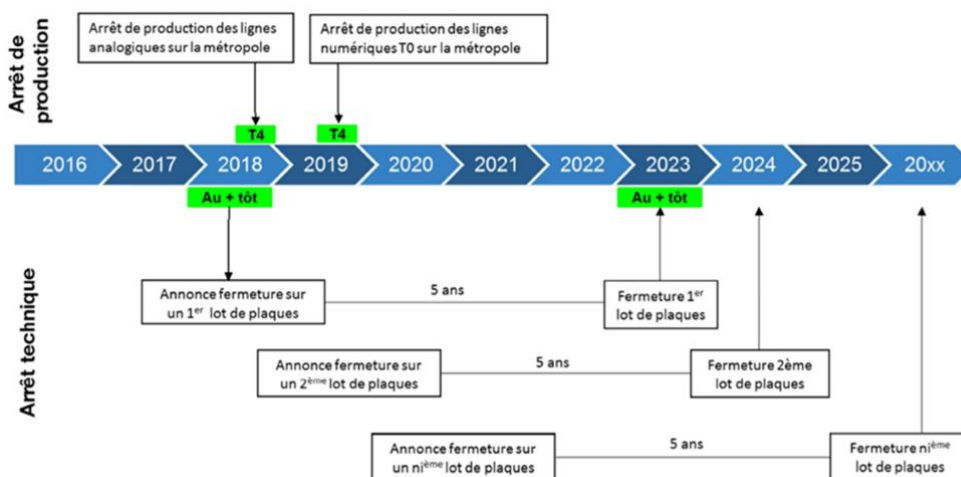 Arrêt de
production
Arrêt de production des lignes
analogiques sur la métropole
Arrêt de production des lignes
numériques T0 sur la métropole
T4
T4
2016
2017
2018
2019
2020
2021
2022
2023
2024
2025
20xx
Au + tôt
Au + tôt
Arrêt technique
Annonce fermeture sur
un 1er lot de plaques
5 ans
Fermeture 1er
lot de plaques
Annonce fermeture sur
un 2ème lot de plaques
5 ans
Fermeture 2ème
lot de plaques
Annonce fermeture sur
un nième lot de plaques
5 ans
Fermeture nième
lot de plaques